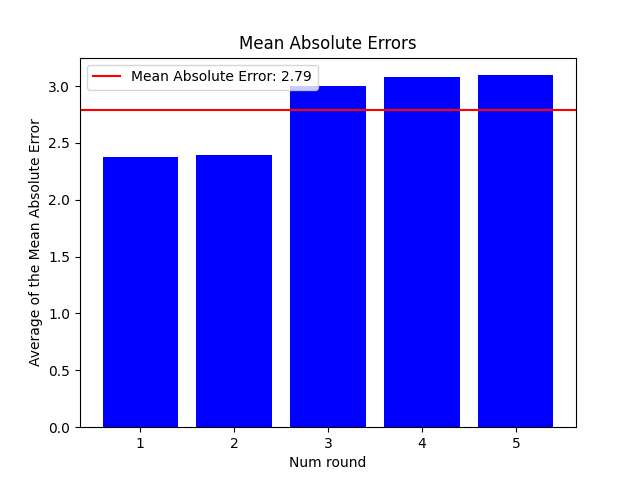 Mean Absolute Errors
Mean Absolute Error: 2.79
Average of the Mean Absolute Error
3.0
2.5
2.0
1.5
1.0
0.5
0.0
1 2 3 4 5
Num round